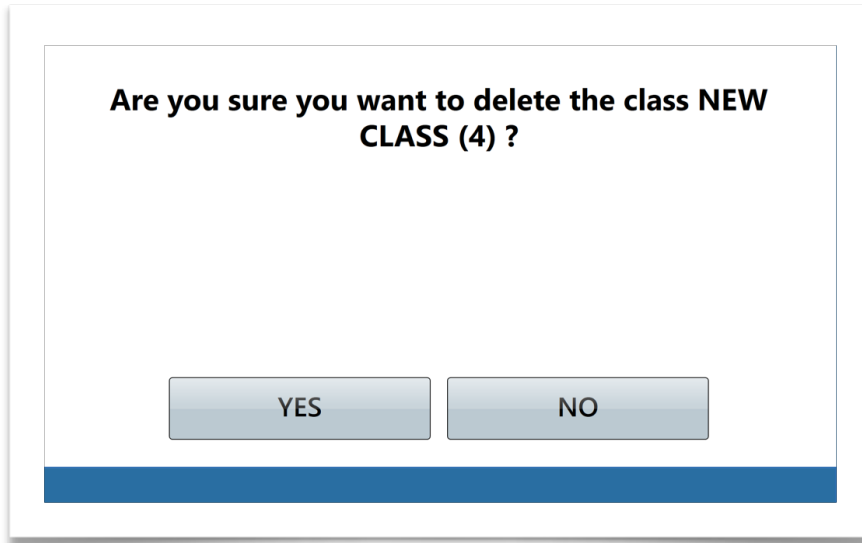 Are you sure you want to delete the class NEW
CLASS (4) ?
YES
NO